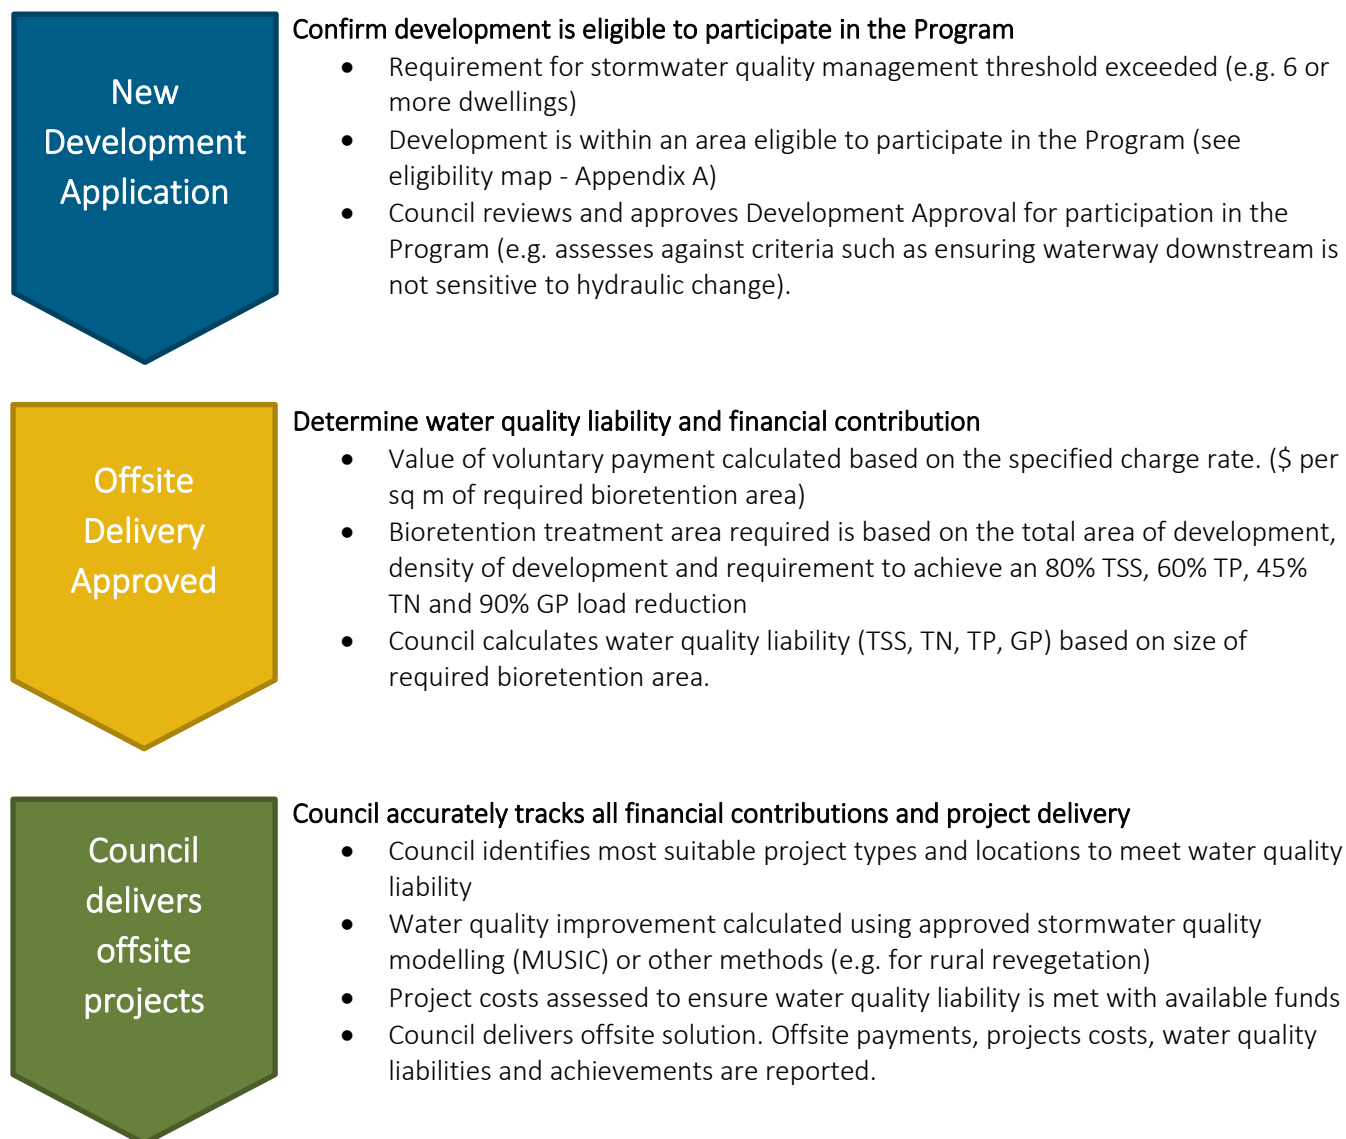 New
Development
Application
Confirm development is eligible to participate in the Program
• Requirement for stormwater quality management threshold exceeded (e.g. 6 or
more dwellings)
• Development is within an area eligible to participate in the Program (see
eligibility map - Appendix A)
• Council reviews and approves Development Approval for participation in the
Program (e.g. assesses against criteria such as ensuring waterway downstream is
not sensitive to hydraulic change).
Offsite
Delivery
Approved
Determine water quality liability and financial contribution
• Value of voluntary payment calculated based on the specified charge rate. ($ per
sq m of required bioretention area)
• Bioretention treatment area required is based on the total area of development,
density of development and requirement to achieve an 80% TSS, 60% TP, 45%
TN and 90% GP load reduction
• Council calculates water quality liability (TSS, TN, TP, GP) based on size of
required bioretention area.
Council
delivers
offsite
projects
Council accurately tracks all financial contributions and project delivery
• Council identifies most suitable project types and locations to meet water quality
liability
• Water quality improvement calculated using approved stormwater quality
modelling (MUSIC) or other methods (e.g. for rural revegetation)
• Project costs assessed to ensure water quality liability is met with available funds
• Council delivers offsite solution. Offsite payments, projects costs, water quality
liabilities and achievements are reported.